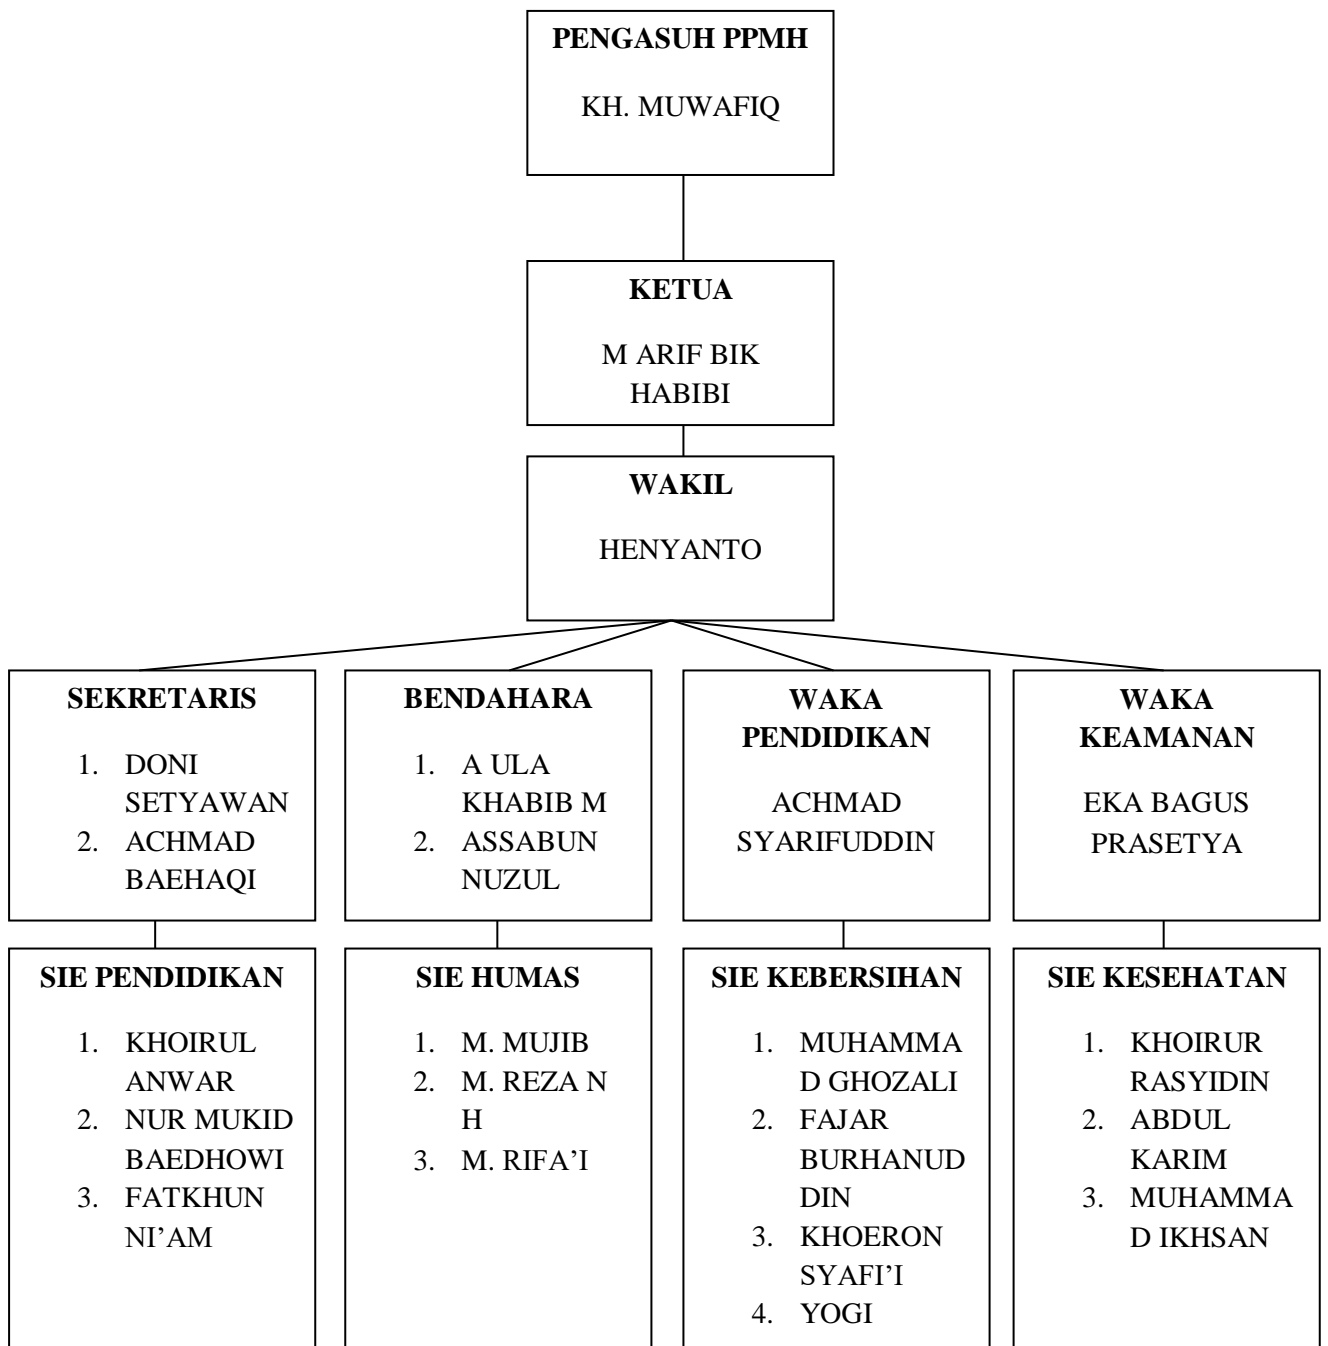 PENGASUH PPMH
KH. MUWAFIQ
KETUA
M ARIF BIK
HABIBI
WAKIL
HENYANTO
SEKRETARIS
1. DONI
SETYAWAN
2. ACHMAD
BAEHAQI
BENDAHARA
1. A ULA
KHABIB M
2. ASSABUN
NUZUL
WAKA
PENDIDIKAN
ACHMAD
SYARIFUDDIN
WAKA
KEAMANAN
EKA BAGUS
PRASETYA
SIE PENDIDIKAN
1. KHOIRUL
ANWAR
2. NUR MUKID
BAEDHOWI
3. FATKHUN
NI’AM
SIE HUMAS
1. M. MUJIB
2. M. REZA N
H
3. M. RIFA’I
SIE KEBERSIHAN
1. MUHAMMA
D GHOZALI
2. FAJAR
BURHANUD
DIN
3. KHOERON
SYAFI’I
4. YOGI
SIE KESEHATAN
1. KHOIRUR
RASYIDIN
2. ABDUL
KARIM
3. MUHAMMA
D IKHSAN